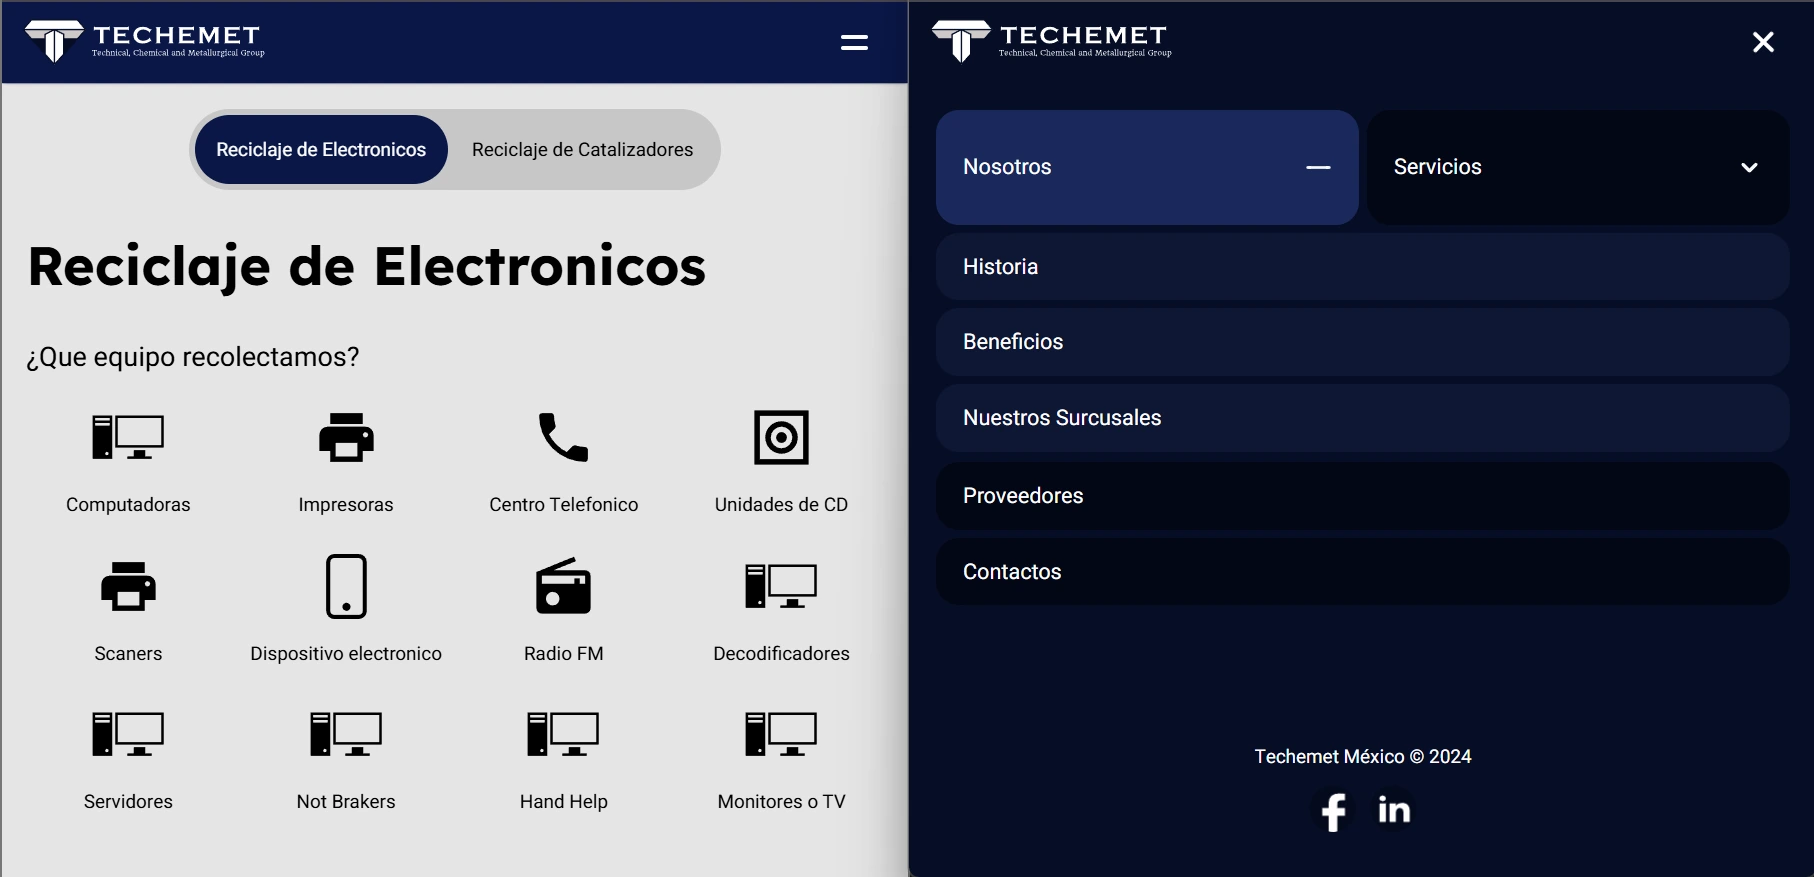 TECHEMET
Technical, Chemical and Metallurgical Group
Reciclaje de Electronicos
Reciclaje de Catalizadores
Reciclaje de Electronicos
¿Que equipo recolectamos?
Computadoras
Impresoras
Centro Telefonico
Unidades de CD
Scaners
Dispositivo electronico
Radio FM
Decodificadores
Servidores
Not Brakers
Hand Help
Monitores o TV
TECHEMET
Technical, Chemical and Metallurgical Group
Nosotros
Servicios
Historia
Beneficios
Nuestros Surcusales
Proveedores
Contactos
Techemet México © 2024
f
in